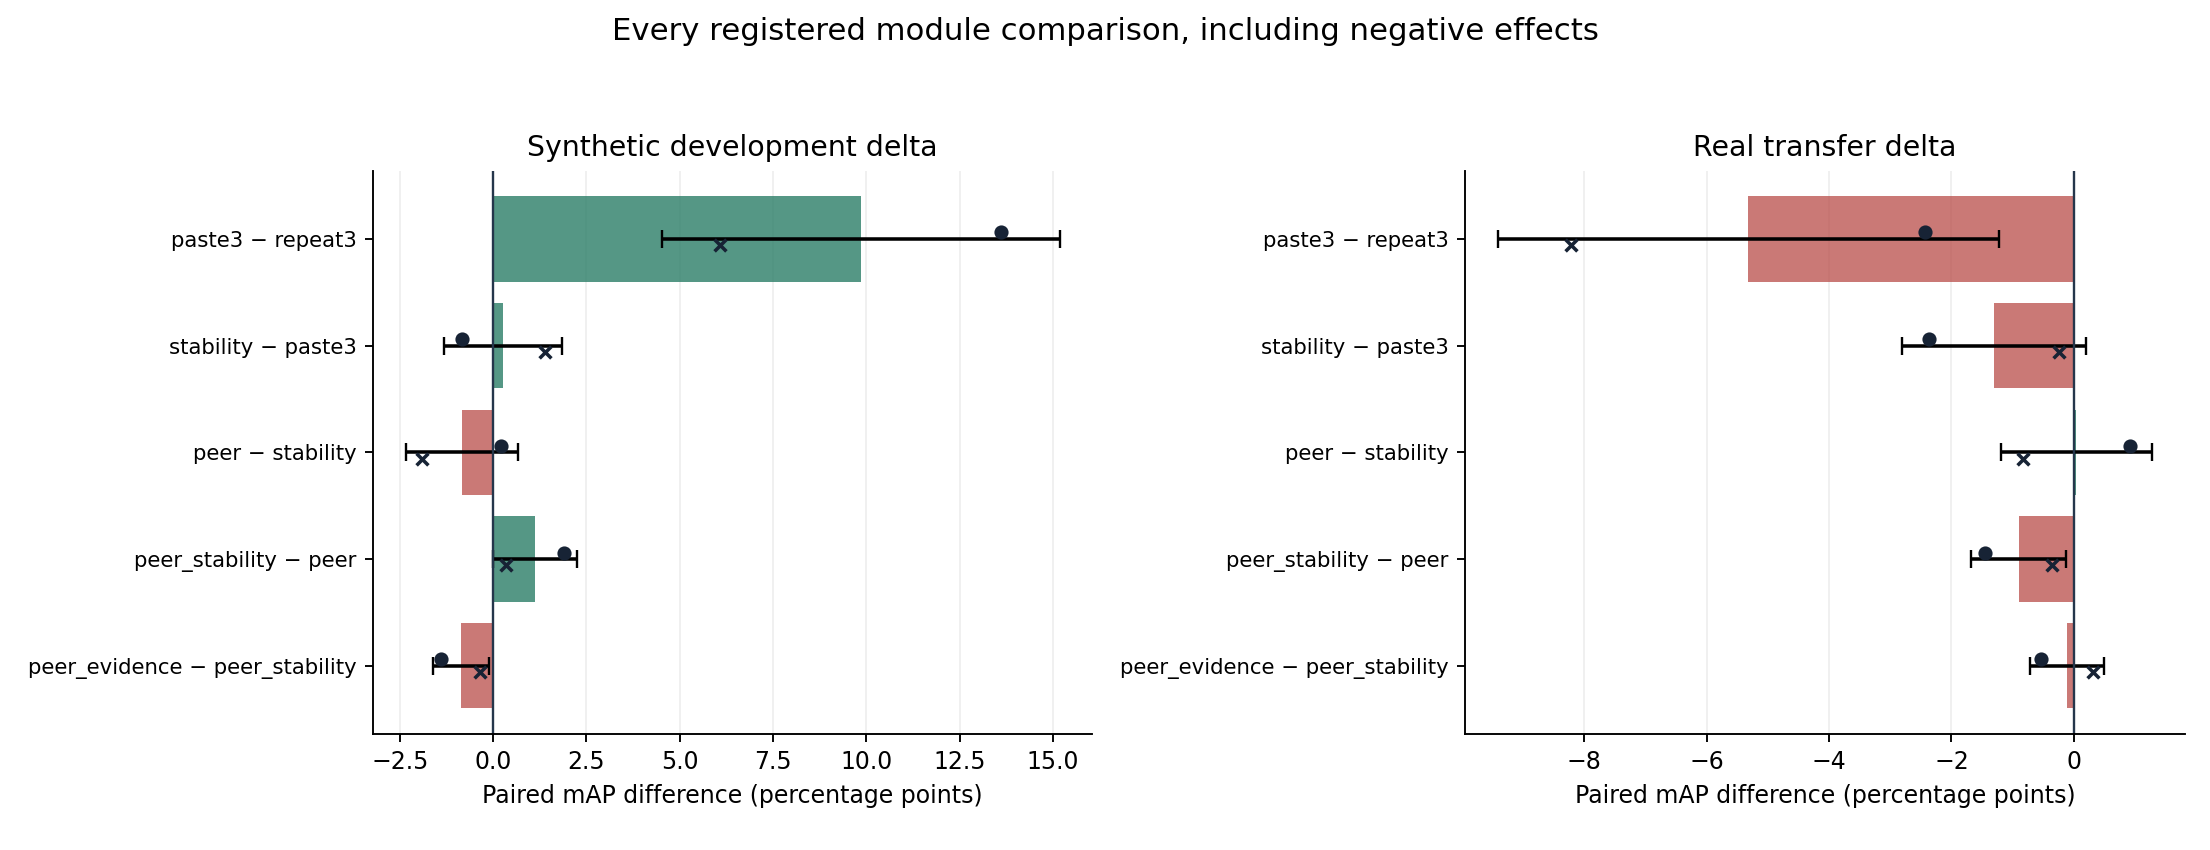 Every registered module comparison, including negative effects
Synthetic development delta
paste3 − repeat3
stability − paste3
peer − stability
peer_stability − peer
peer_evidence − peer_stability
−2.5 0.0 2.5 5.0 7.5 10.0 12.5 15.0
Paired mAP difference (percentage points)
Real transfer delta
paste3 − repeat3
stability − paste3
peer − stability
peer_stability − peer
peer_evidence − peer_stability
−8 −6 −4 −2 0
Paired mAP difference (percentage points)